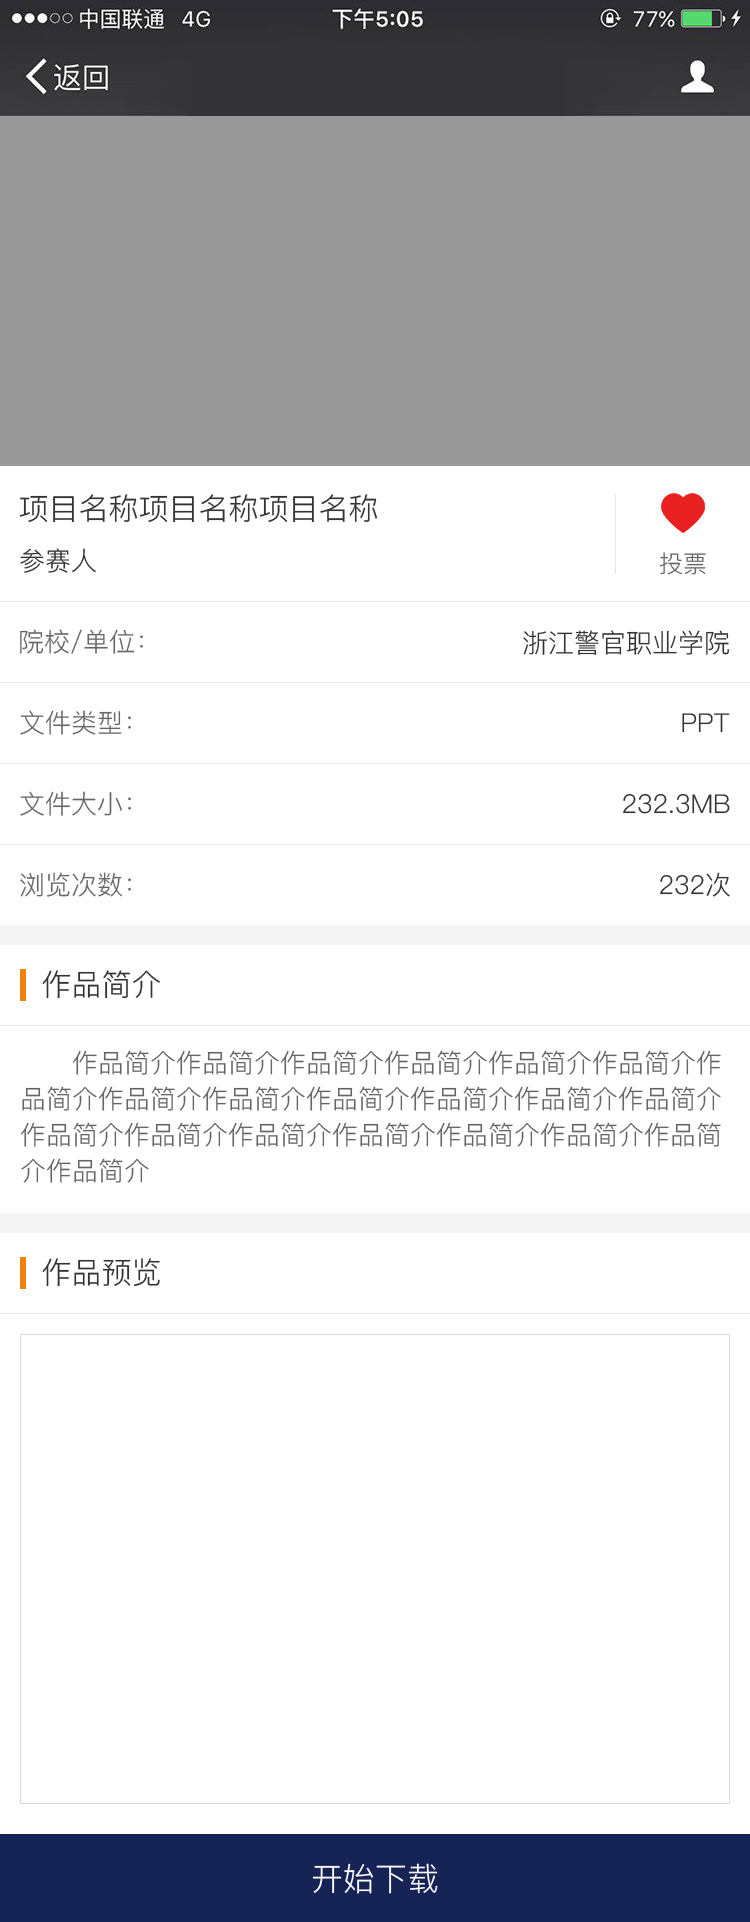 中国联通 4G 下午5:05 77%
返回
项目名称项目名称项目名称
参赛人
投票
院校/单位: 浙江警官职业学院
文件类型: PPT
文件大小: 232.3MB
浏览次数: 232次
作品简介
作品简介作品简介作品简介作品简介作品简介作品简介作
品简介作品简介作品简介作品简介作品简介作品简介作品简介
作品简介作品简介作品简介作品简介作品简介作品简介作品简
介作品简介
作品预览
开始下载